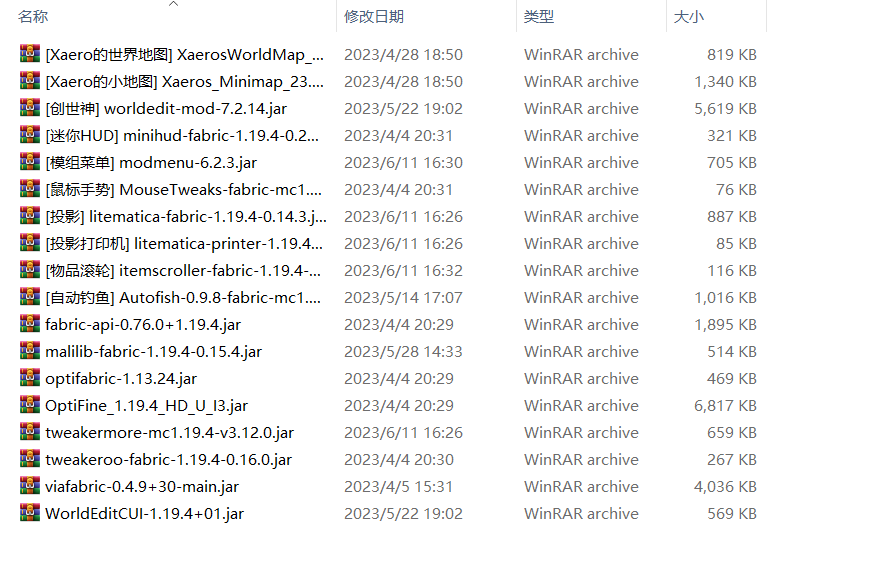 名称 修改日期 类型 大小
[Xaero的世界地图] XaerosWorldMap_... 2023/4/28 18:50 WinRAR archive 819 KB
[Xaero的小地图] Xaeros_Minimap_23.... 2023/4/28 18:50 WinRAR archive 1,340 KB
[创世神] worldedit-mod-7.2.14.jar 2023/5/22 19:02 WinRAR archive 5,619 KB
[迷你HUD] minihud-fabric-1.19.4-0.2... 2023/4/4 20:31 WinRAR archive 321 KB
[模组菜单] modmenu-6.2.3.jar 2023/6/11 16:30 WinRAR archive 705 KB
[鼠标手势] MouseTweaks-fabric-mc1.... 2023/4/4 20:31 WinRAR archive 76 KB
[投影] litematica-fabric-1.19.4-0.14.3.j... 2023/6/11 16:26 WinRAR archive 887 KB
[投影打印机] litematica-printer-1.19.4... 2023/6/11 16:26 WinRAR archive 85 KB
[物品滚轮] itemscroller-fabric-1.19.4-... 2023/6/11 16:32 WinRAR archive 116 KB
[自动钓鱼] Autofish-0.9.8-fabric-mc1.... 2023/5/14 17:07 WinRAR archive 1,016 KB
fabric-api-0.76.0+1.19.4.jar 2023/4/4 20:29 WinRAR archive 1,895 KB
malilib-fabric-1.19.4-0.15.4.jar 2023/5/28 14:33 WinRAR archive 514 KB
optifabric-1.13.24.jar 2023/4/4 20:29 WinRAR archive 469 KB
OptiFine_1.19.4_HD_U_I3.jar 2023/4/4 20:29 WinRAR archive 6,817 KB
tweakermore-mc1.19.4-v3.12.0.jar 2023/6/11 16:26 WinRAR archive 659 KB
tweakeroo-fabric-1.19.4-0.16.0.jar 2023/4/4 20:30 WinRAR archive 267 KB
viafabric-0.4.9+30-main.jar 2023/4/5 15:31 WinRAR archive 4,036 KB
WorldEditCUI-1.19.4+01.jar 2023/5/22 19:02 WinRAR archive 569 KB